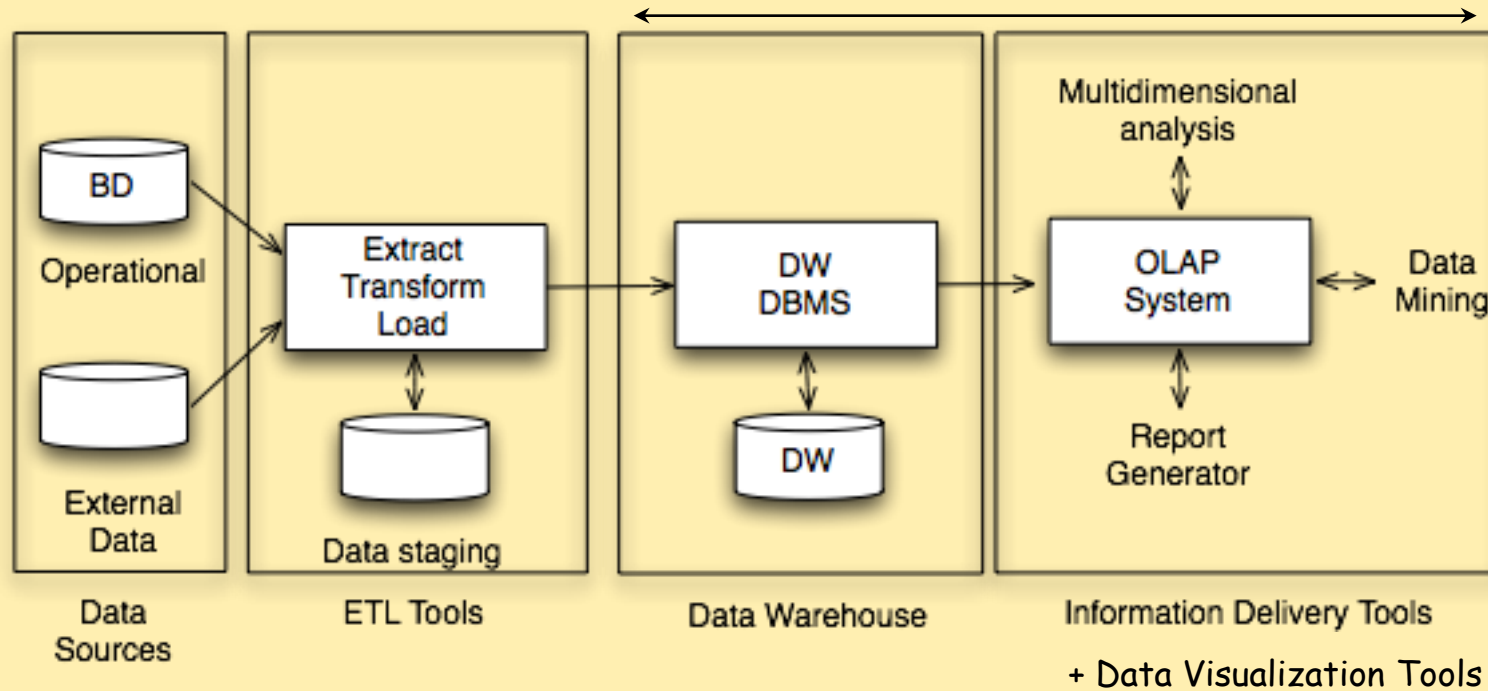 BD
Operational
External
Data
Data
Sources
Extract
Transform
Load
Data staging
ETL Tools
DW
DBMS
DW
Data Warehouse
Multidimensional
analysis
OLAP
System
Data
Mining
Report
Generator
Information Delivery Tools
+ Data Visualization Tools